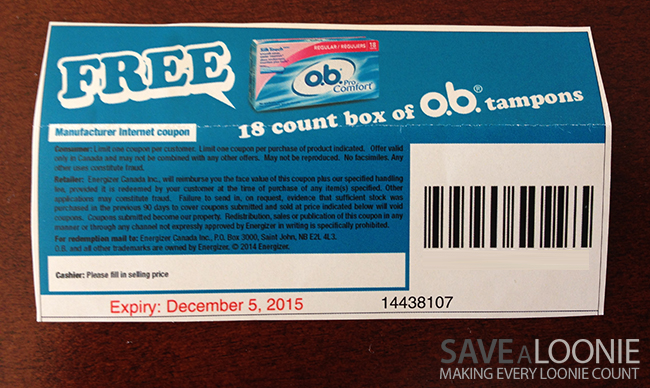 FREE
Silk Touch™
REGULAR/RÉGULIERS 18
o.b.® Pro
Comfort™
18 count box of o.b.® tampons
Manufacturer Internet coupon
Consumer: Limit one coupon per customer. Limit one coupon per purchase of product indicated. Offer valid
only in Canada and may not be combined with any other offers. May not be reproduced. No facsimiles. Any
other uses constitute fraud.
Retailer: Energizer Canada Inc., will reimburse you the face value of this coupon plus our specified handling
fee, provided it is redeemed by your customer at the time of purchase of any item(s) specified. Other
applications may constitute fraud. Failure to send in, on request, evidence that sufficient stock was
purchased in the previous 90 days to cover coupons submitted and sold at price indicated below will void
coupons. Coupons submitted become our property. Redistribution, sales or publication of this coupon in any
manner or through any channel not expressly approved by Energizer in writing is specifically prohibited.
For redemption mail to: Energizer Canada Inc., P.O. Box 3000, Saint John, NB E2L 4L3.
O.B. and all other trademarks are owned by Energizer. © 2014 Energizer.
Cashier: Please fill in selling price
Expiry: December 5, 2015
14438107
SAVE A LOONIE
MAKING EVERY LOONIE COUNT